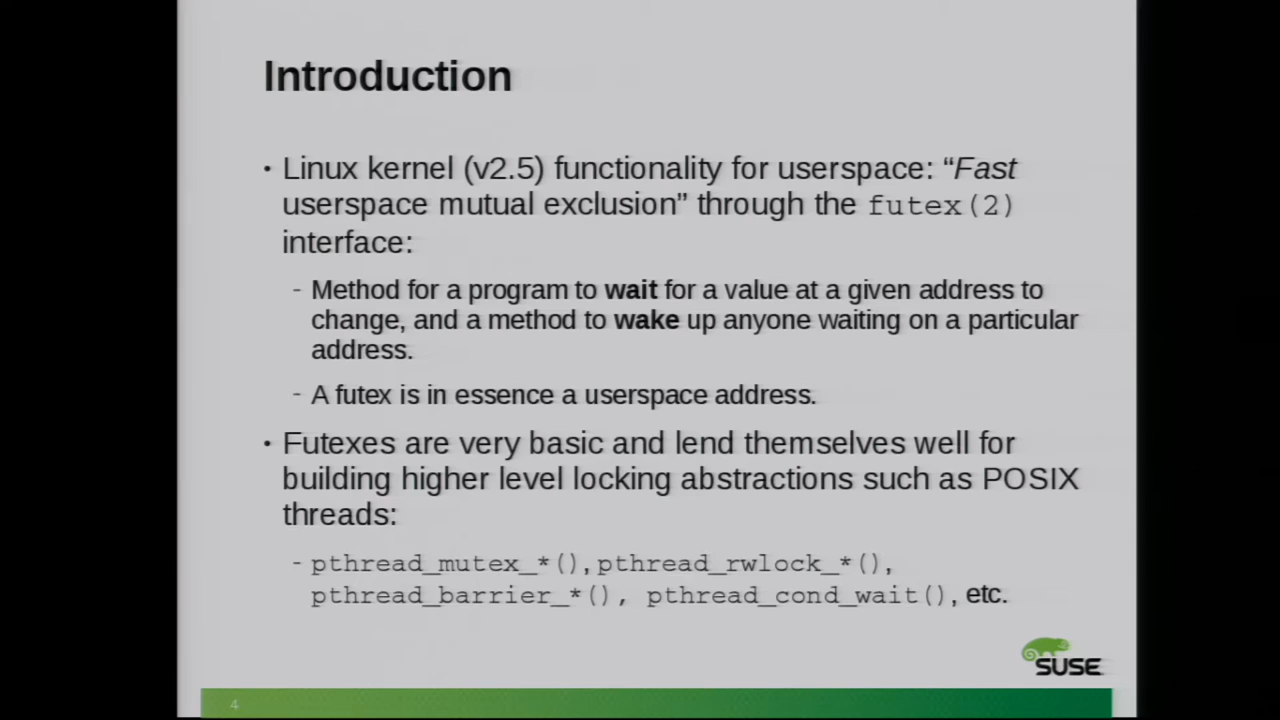 Introduction
• Linux kernel (v2.5) functionality for userspace: “Fast
userspace mutual exclusion” through the futex(2)
interface:
- Method for a program to wait for a value at a given address to
change, and a method to wake up anyone waiting on a particular
address.
- A futex is in essence a userspace address.
• Futexes are very basic and lend themselves well for
building higher level locking abstractions such as POSIX
threads:
- pthread_mutex_*(), pthread_rwlock_*(),
pthread_barrier_*(), pthread_cond_wait(), etc.
SUSE
4